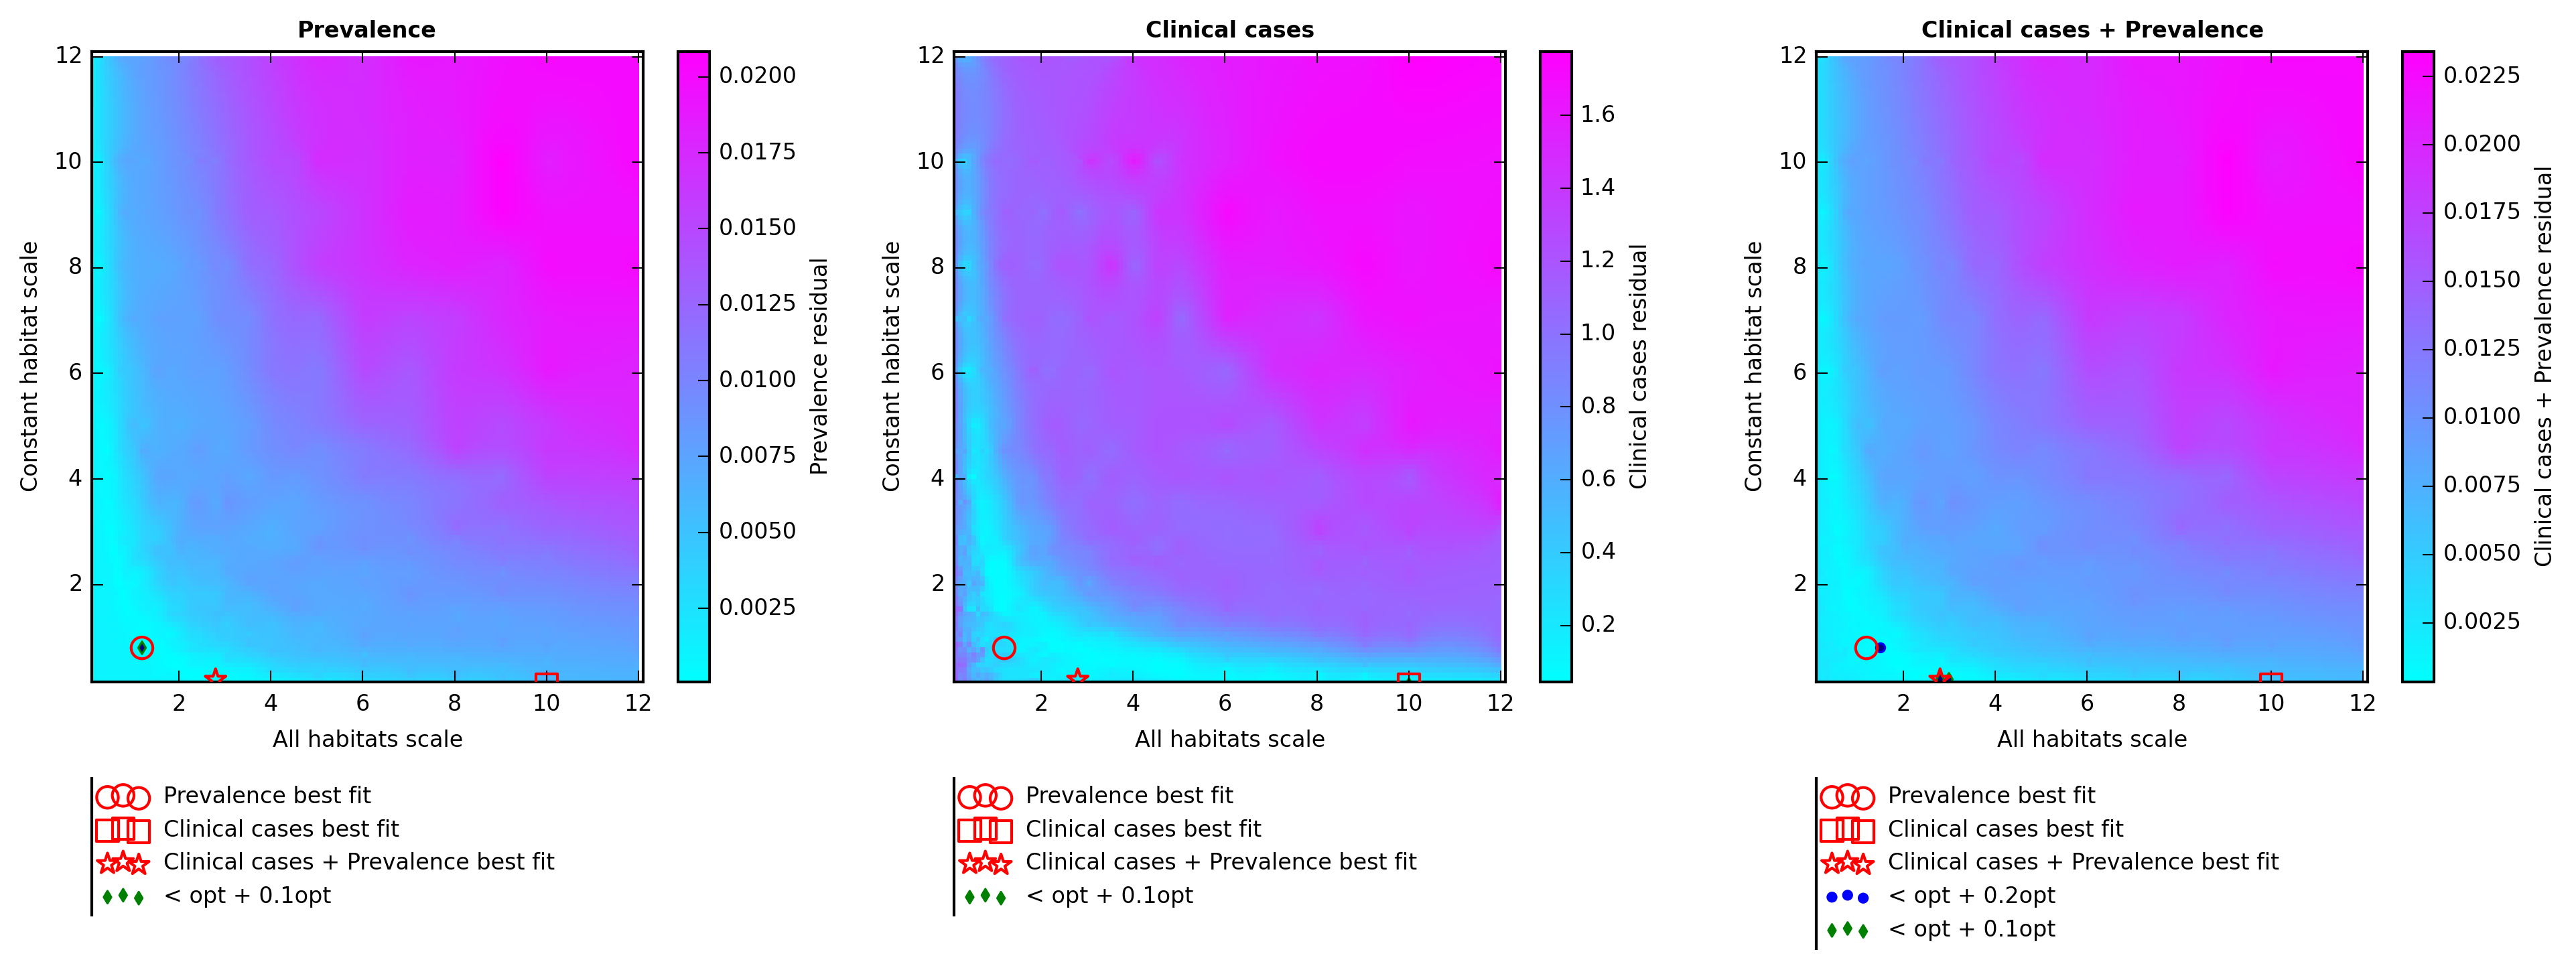 Prevalence
Constant habitat scale
12
10
8
6
4
2
2 4 6 8 10 12
All habitats scale
0.0200
0.0175
0.0150
0.0125
0.0100
0.0075
0.0050
0.0025
Prevalence residual
Prevalence best fit
Clinical cases best fit
Clinical cases + Prevalence best fit
< opt + 0.1opt
Clinical cases
Constant habitat scale
12
10
8
6
4
2
2 4 6 8 10 12
All habitats scale
1.6
1.4
1.2
1.0
0.8
0.6
0.4
0.2
Clinical cases residual
Prevalence best fit
Clinical cases best fit
Clinical cases + Prevalence best fit
< opt + 0.1opt
Clinical cases + Prevalence
Constant habitat scale
12
10
8
6
4
2
2 4 6 8 10 12
All habitats scale
0.0225
0.0200
0.0175
0.0150
0.0125
0.0100
0.0075
0.0050
0.0025
Clinical cases + Prevalence residual
Prevalence best fit
Clinical cases best fit
Clinical cases + Prevalence best fit
< opt + 0.2opt
< opt + 0.1opt